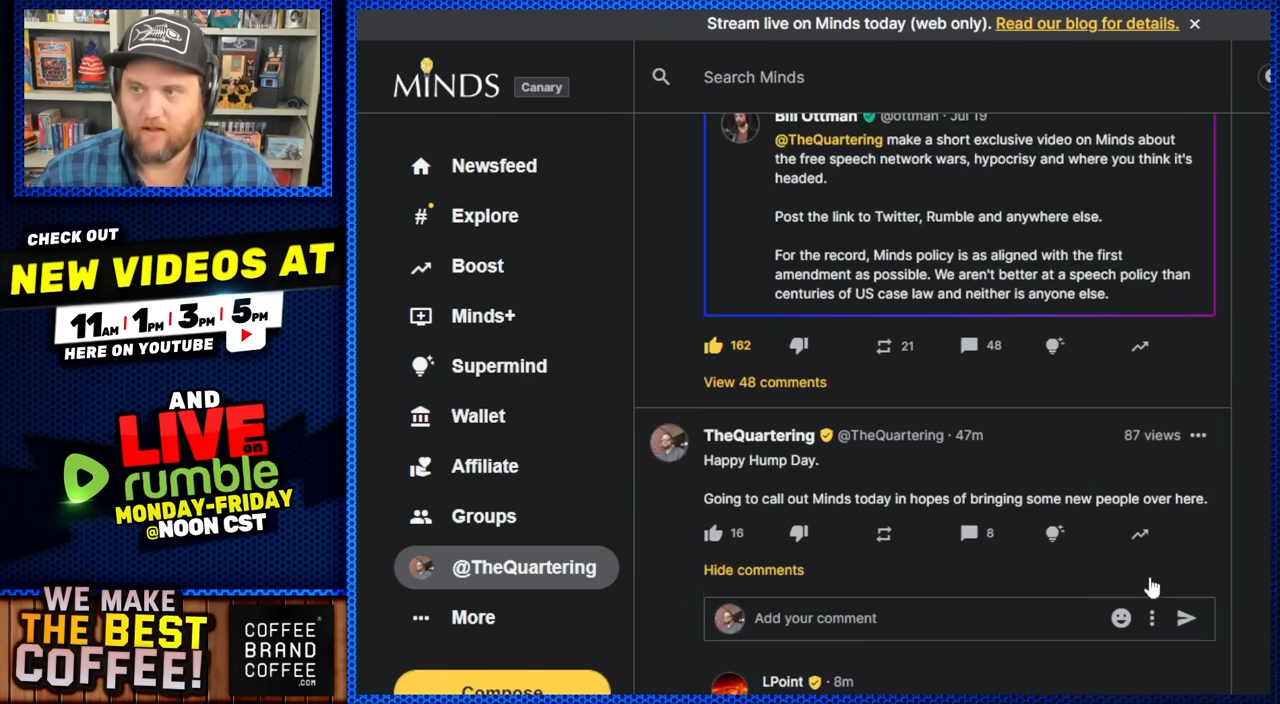 Stream live on Minds today (web only). Read our blog for details. ×
MINDS Canary
Search Minds
Newsfeed
# Explore
Boost
Minds+
Supermind
Wallet
Affiliate
Groups
@TheQuartering
More
Compose
Bill Ottman @ottman · Jul 19
@TheQuartering make a short exclusive video on Minds about
the free speech network wars, hypocrisy and where you think it's
headed.
Post the link to Twitter, Rumble and anywhere else.
For the record, Minds policy is as aligned with the first
amendment as possible. We aren't better at a speech policy than
centuries of US case law and neither is anyone else.
162 21 48
View 48 comments
TheQuartering @TheQuartering · 47m 87 views
Happy Hump Day.
Going to call out Minds today in hopes of bringing some new people over here.
16 8
Hide comments
Add your comment
LPoint · 8m
CHECK OUT
NEW VIDEOS AT
11AM | 1PM | 3PM | 5PM
HERE ON YOUTUBE
AND
LIVE on
rumble
MONDAY-FRIDAY
@NOON CST
WE MAKE
THE BEST
COFFEE!
COFFEE
BRAND
COFFEE
.COM